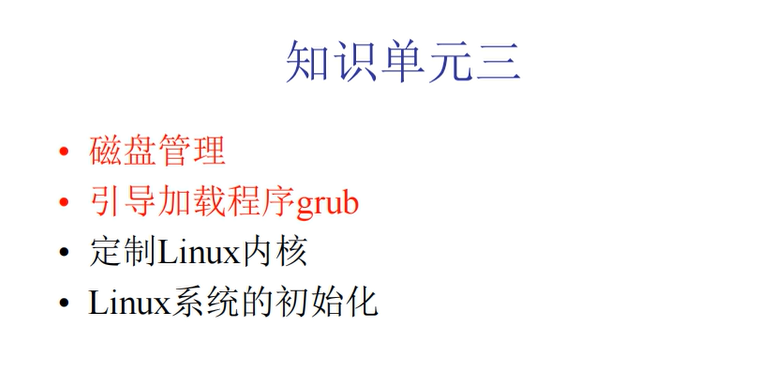 知识单元三
• 磁盘管理
• 引导加载程序grub
• 定制Linux内核
• Linux系统的初始化